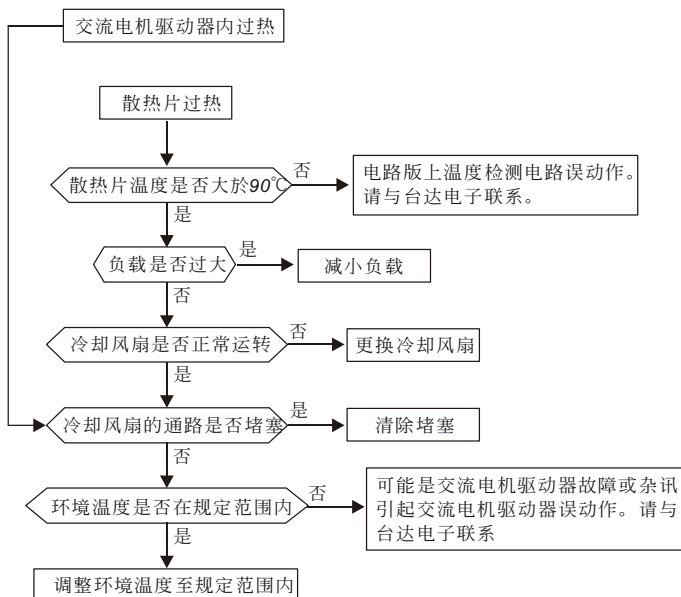 交流电机驱动器内过热
散热片过热
散热片温度是否大於90℃
否
电路版上温度检测电路误动作。
请与台达电子联系。
是
负载是否过大
是
减小负载
否
冷却风扇是否正常运转
否
更换冷却风扇
是
冷却风扇的通路是否堵塞
是
清除堵塞
否
环境温度是否在规定范围内
否
可能是交流电机驱动器故障或杂讯
引起交流电机驱动器误动作。请与
台达电子联系
是
调整环境温度至规定范围内